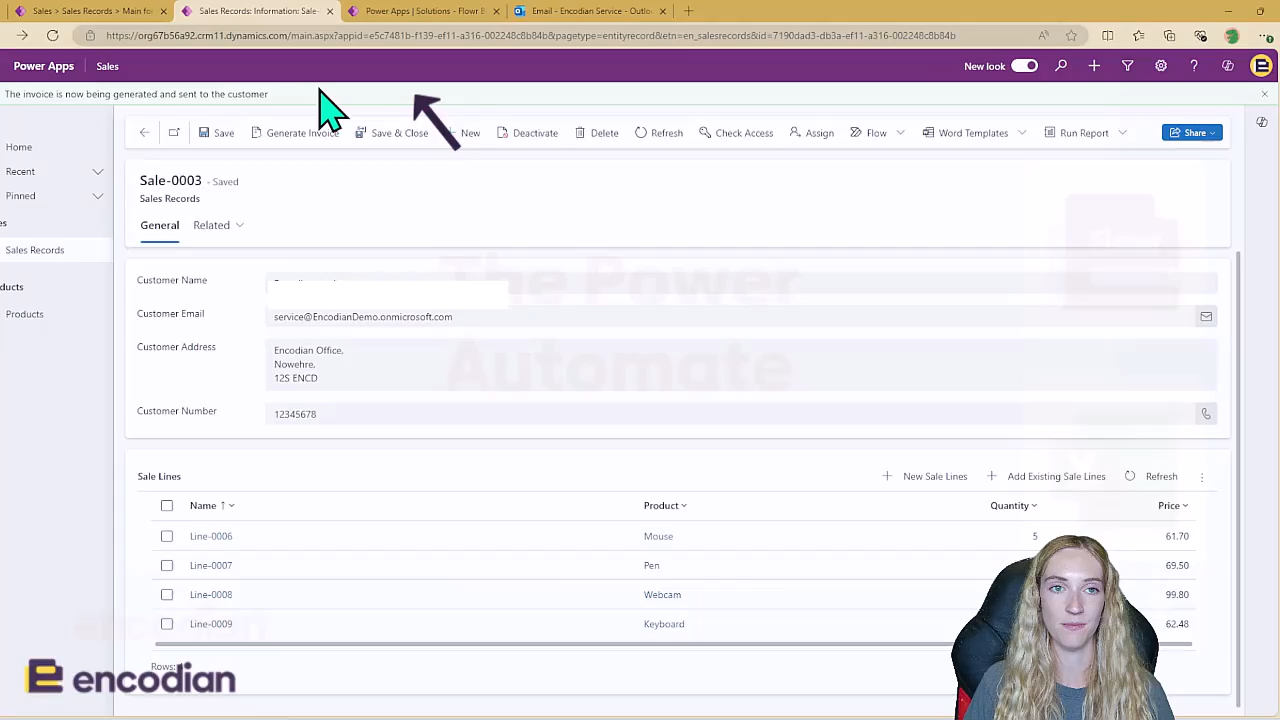 Sales > Sales Records > Main fo
Sales Records: Information: Sale-
Power Apps | Solutions - Flowr B
Email - Encodian Service - Outlo
https://org67b56a92.crm11.dynamics.com/main.aspx?appid=e5c7481b-f139-ef11-a316-002248c8b84b&pagetype=entityrecord&etn=en_salesrecords&id=7190dad3-db3a-ef11-a316-002248c8b84b
Power Apps
Sales
New look
The invoice is now being generated and sent to the customer
Save
Generate Invoice
Save & Close
New
Deactivate
Delete
Refresh
Check Access
Assign
Flow
Word Templates
Run Report
Share
Home
Recent
Pinned
es
Sales Records
ducts
Products
Sale-0003 - Saved
Sales Records
General
Related
The Power
Automate
Customer Name
Customer Email
service@EncodianDemo.onmicrosoft.com
Customer Address
Encodian Office,
Nowehre,
12S ENCD
Customer Number
12345678
Sale Lines
New Sale Lines
Add Existing Sale Lines
Refresh
Name
Product
Quantity
Price
Line-0006
Mouse
5
61.70
Line-0007
Pen
69.50
Line-0008
Webcam
99.80
Line-0009
Keyboard
62.48
Rows:
encodian